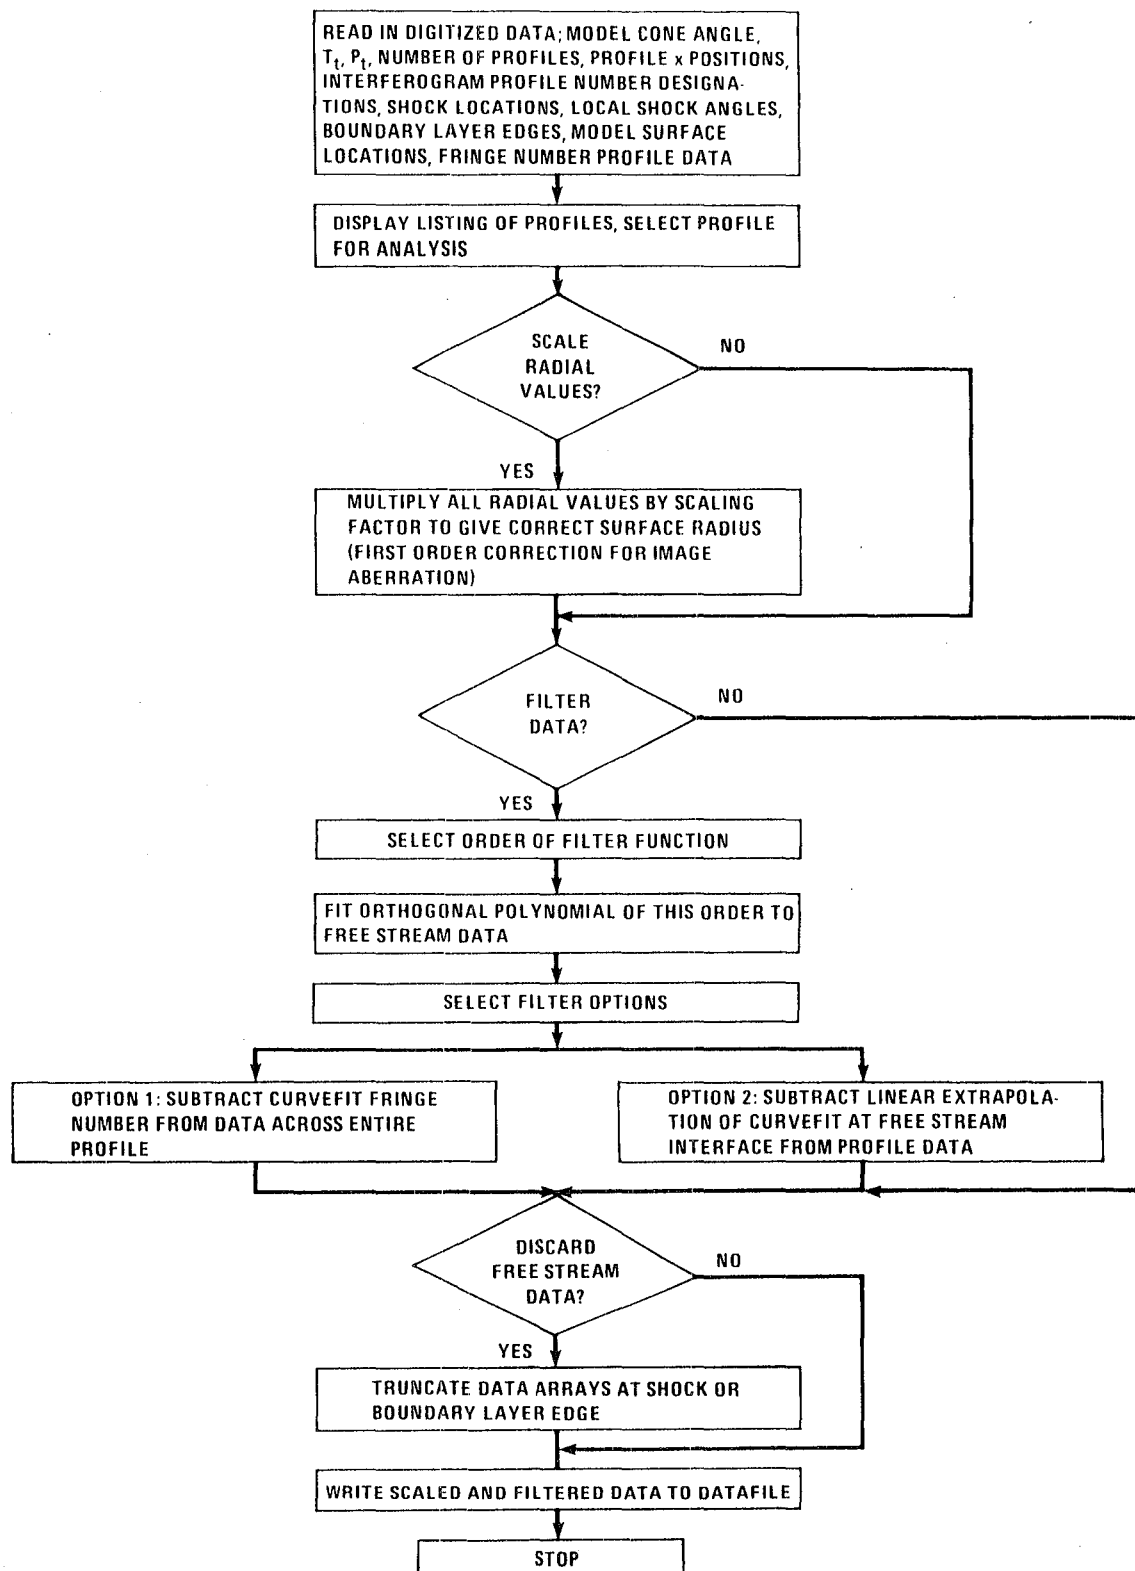 READ IN DIGITIZED DATA; MODEL CONE ANGLE,
Tt, Pt, NUMBER OF PROFILES, PROFILE x POSITIONS,
INTERFEROGRAM PROFILE NUMBER DESIGNA-
TIONS, SHOCK LOCATIONS, LOCAL SHOCK ANGLES,
BOUNDARY LAYER EDGES, MODEL SURFACE
LOCATIONS, FRINGE NUMBER PROFILE DATA
DISPLAY LISTING OF PROFILES, SELECT PROFILE
FOR ANALYSIS
SCALE
RADIAL
VALUES?
NO
YES
MULTIPLY ALL RADIAL VALUES BY SCALING
FACTOR TO GIVE CORRECT SURFACE RADIUS
(FIRST ORDER CORRECTION FOR IMAGE
ABERRATION)
FILTER
DATA?
NO
YES
SELECT ORDER OF FILTER FUNCTION
FIT ORTHOGONAL POLYNOMIAL OF THIS ORDER TO
FREE STREAM DATA
SELECT FILTER OPTIONS
OPTION 1: SUBTRACT CURVEFIT FRINGE
NUMBER FROM DATA ACROSS ENTIRE
PROFILE
OPTION 2: SUBTRACT LINEAR EXTRAPOLA-
TION OF CURVEFIT AT FREE STREAM
INTERFACE FROM PROFILE DATA
DISCARD
FREE STREAM
DATA?
NO
YES
TRUNCATE DATA ARRAYS AT SHOCK OR
BOUNDARY LAYER EDGE
WRITE SCALED AND FILTERED DATA TO DATAFILE
STOP